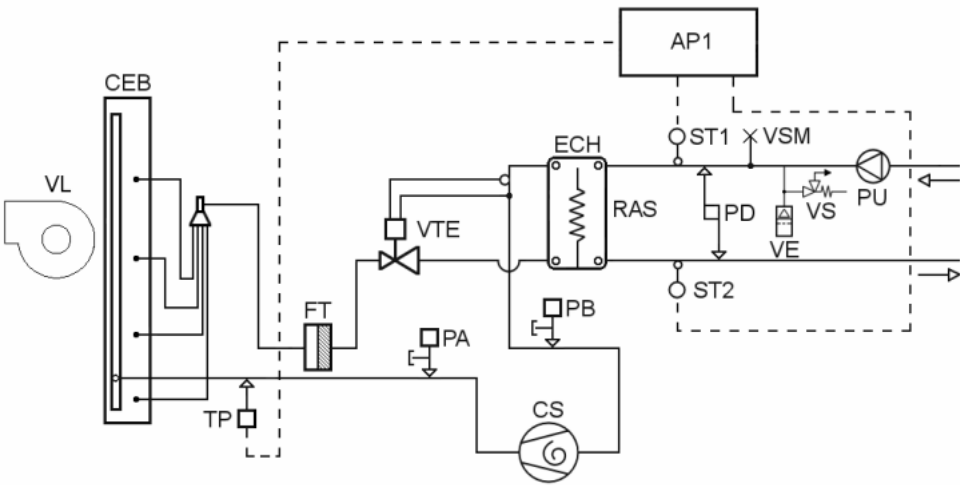 AP1
CEB
ST1
VSM
ECH
VL
RAS
PD
VS
PU
VTE
VE
ST2
FT
PB
PA
TP
CS